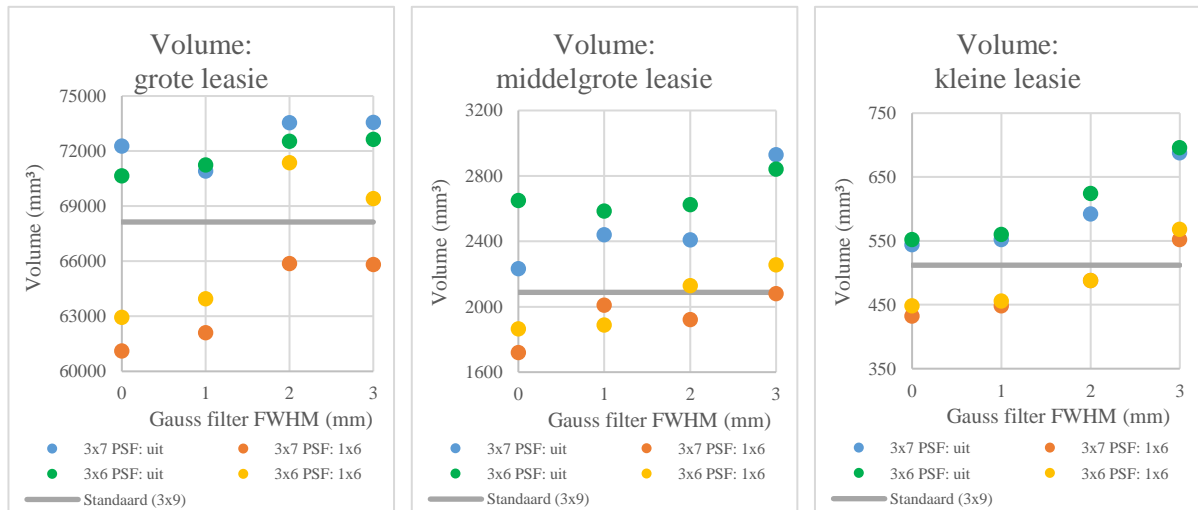 Volume:
grote leasie
75000
72000
69000
66000
63000
60000
Volume (mm³)
0 1 2 3
Gauss filter FWHM (mm)
3x7 PSF: uit 3x7 PSF: 1x6
3x6 PSF: uit 3x6 PSF: 1x6
Standaard (3x9)
Volume:
middelgrote leasie
3200
2800
2400
2000
1600
Volume (mm³)
0 1 2 3
Gauss filter FWHM (mm)
3x7 PSF: uit 3x7 PSF: 1x6
3x6 PSF: uit 3x6 PSF: 1x6
Standaard (3x9)
Volume:
kleine leasie
750
650
550
450
350
Volume (mm³)
0 1 2 3
Gauss filter FWHM (mm)
3x7 PSF: uit 3x7 PSF: 1x6
3x6 PSF: uit 3x6 PSF: 1x6
Standaard (3x9)